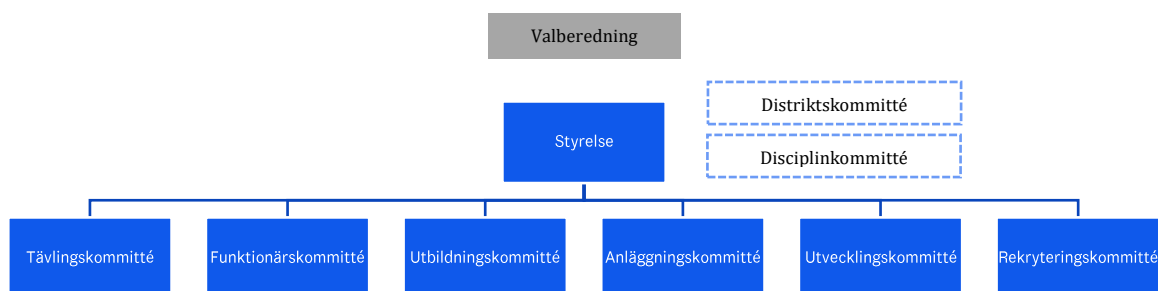 Valberedning
Distriktskommitté
Styrelse
Disciplinkommitté
Tävlingskommitté
Funktionärskommitté
Utbildningskommitté
Anläggningskommitté
Utvecklingskommitté
Rekryteringskommitté